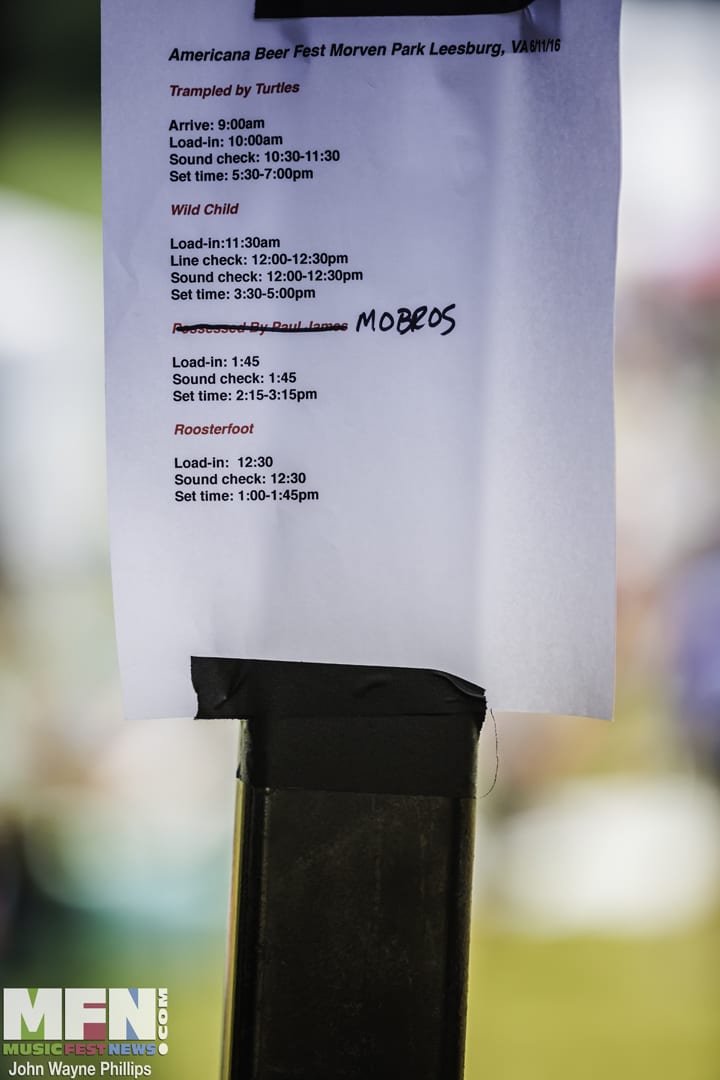 Americana Beer Fest Morven Park Leesburg, VA 6/11/16
Trampled by Turtles
Arrive: 9:00am
Load-in: 10:00am
Sound check: 10:30-11:30
Set time: 5:30-7:00pm
Wild Child
Load-in:11:30am
Line check: 12:00-12:30pm
Sound check: 12:00-12:30pm
Set time: 3:30-5:00pm
Possessed By Paul James MOBROS
Load-in: 1:45
Sound check: 1:45
Set time: 2:15-3:15pm
Roosterfoot
Load-in: 12:30
Sound check: 12:30
Set time: 1:00-1:45pm
MFN.COM
MUSICFESTNEWS
John Wayne Phillips